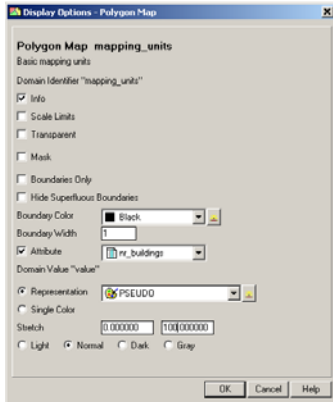 Display Options - Polygon Map
Polygon Map mapping_units
Basic mapping units
Domain Identifier "mapping_units"
Info
Scale Limits
Transparent
Mask
Boundaries Only
Hide Superfluous Boundaries
Boundary Color Black
Boundary Width 1
Attribute nr_buildings
Domain Value "value"
Representation PSEUDO
Single Color
Stretch 0.000000 100.000000
Light Normal Dark Gray
OK Cancel Help